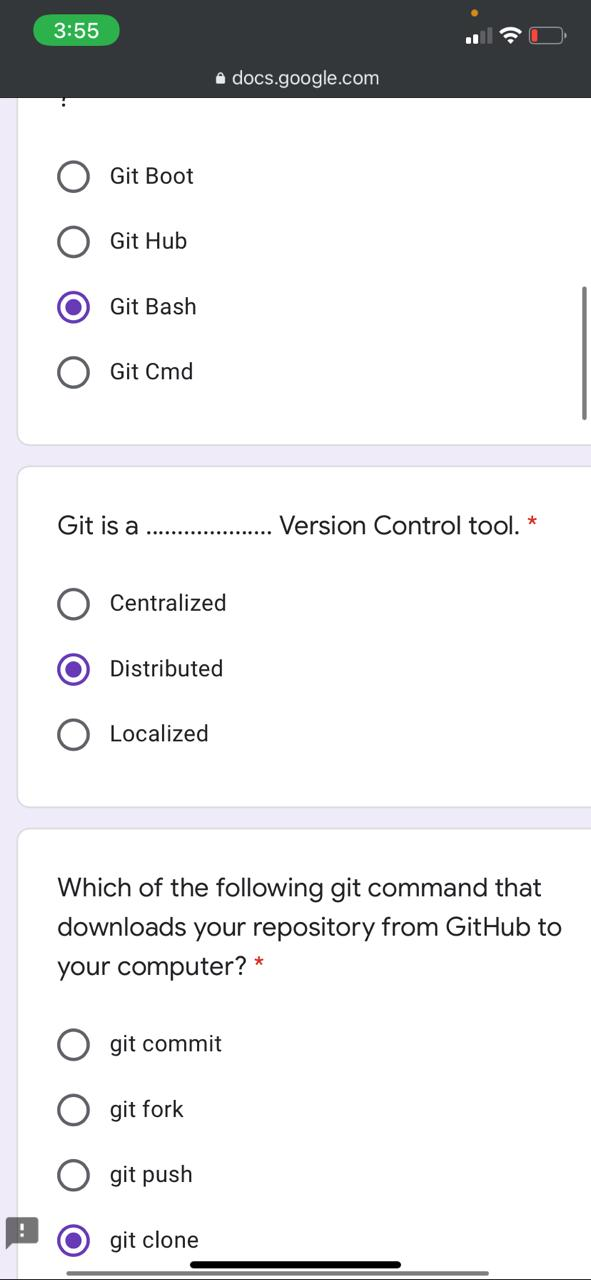 3:55
docs.google.com
?
Git Boot
Git Hub
Git Bash
Git Cmd
Git is a .................... Version Control tool. *
Centralized
Distributed
Localized
Which of the following git command that
downloads your repository from GitHub to
your computer? *
git commit
git fork
git push
git clone